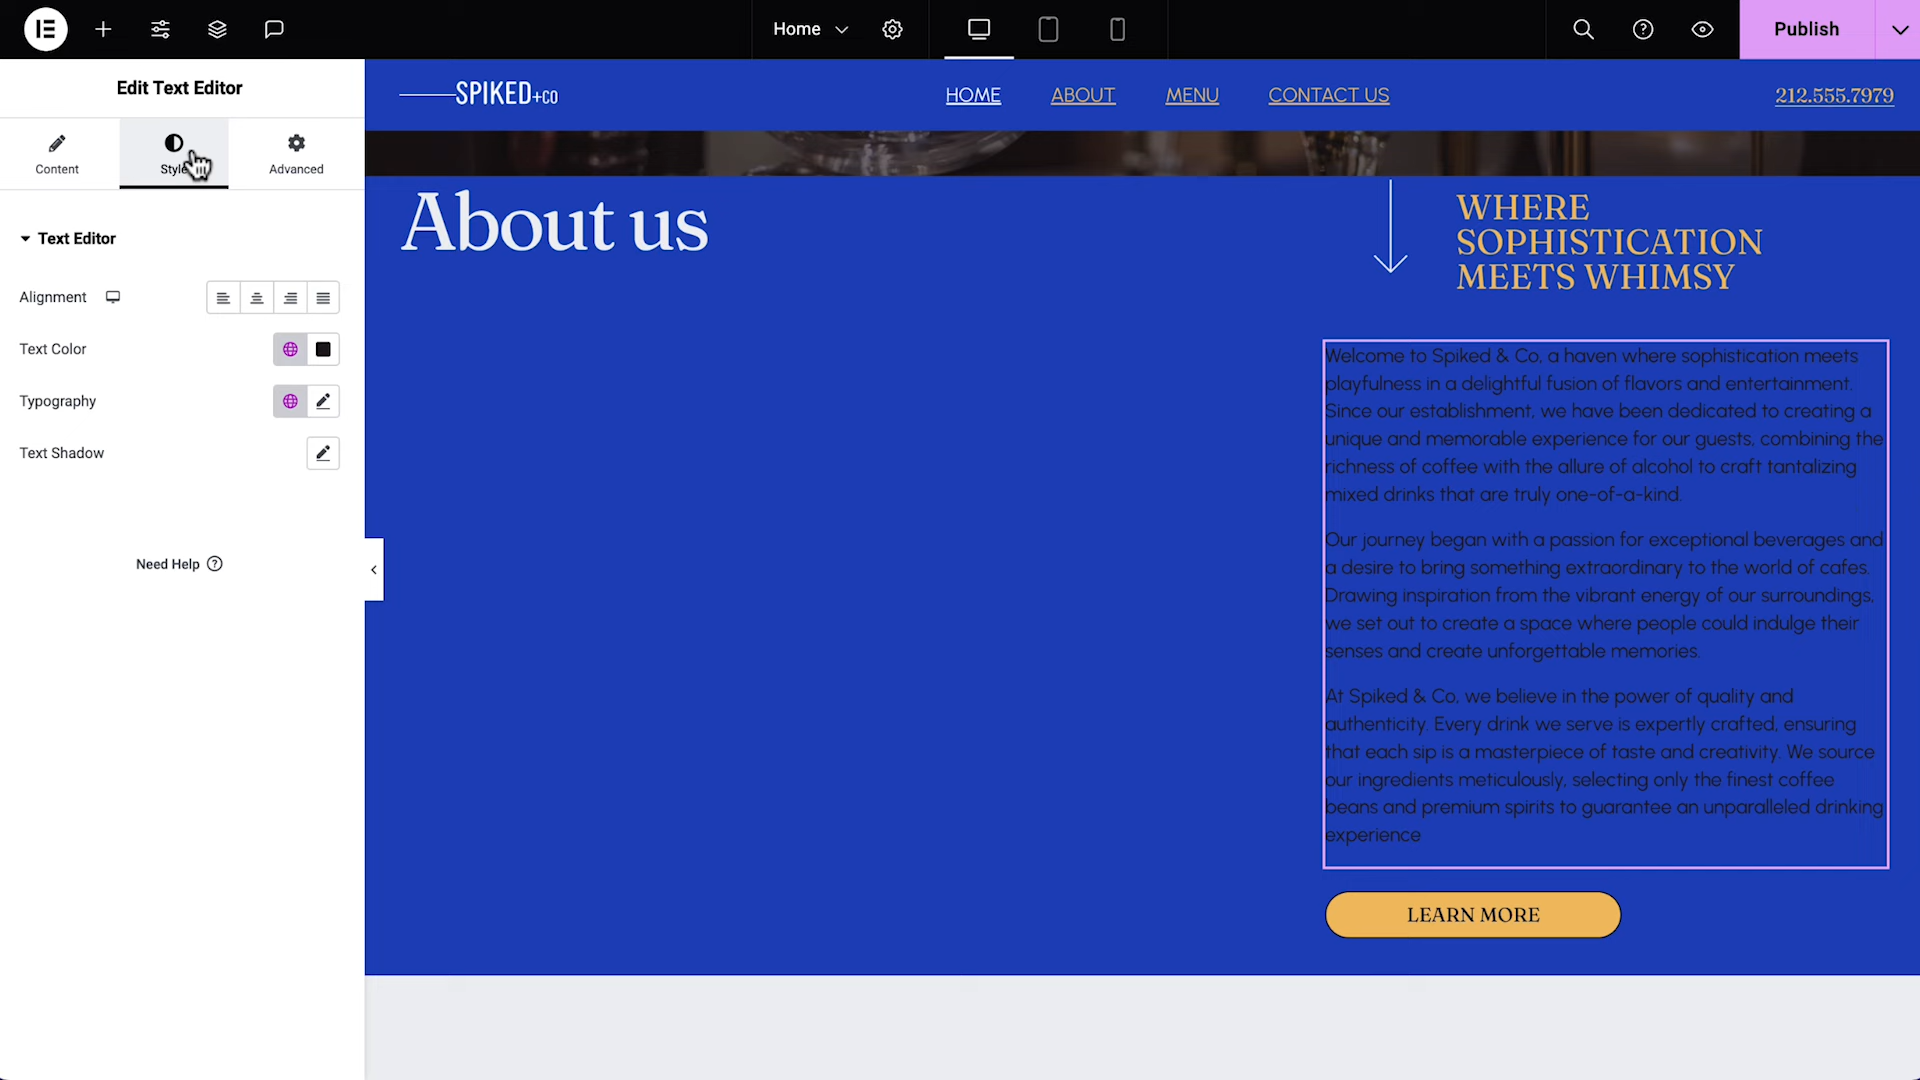 Home
Publish
Edit Text Editor
Content
Style
Advanced
Text Editor
Alignment
Text Color
Typography
Text Shadow
Need Help
SPIKED+CO
HOME
ABOUT
MENU
CONTACT US
212.555.7979
About us
WHERE
SOPHISTICATION
MEETS WHIMSY
Welcome to Spiked & Co, a haven where sophistication meets
playfulness in a delightful fusion of flavors and entertainment.
Since our establishment, we have been dedicated to creating a
unique and memorable experience for our guests, combining the
richness of coffee with the allure of alcohol to craft tantalizing
mixed drinks that are truly one-of-a-kind.
Our journey began with a passion for exceptional beverages and
a desire to bring something extraordinary to the world of cafes.
Drawing inspiration from the vibrant energy of our surroundings,
we set out to create a space where people could indulge their
senses and create unforgettable memories.
At Spiked & Co, we believe in the power of quality and
authenticity. Every drink we serve is expertly crafted, ensuring
that each sip is a masterpiece of taste and creativity. We source
our ingredients meticulously, selecting only the finest coffee
beans and premium spirits to guarantee an unparalleled drinking
experience
LEARN MORE